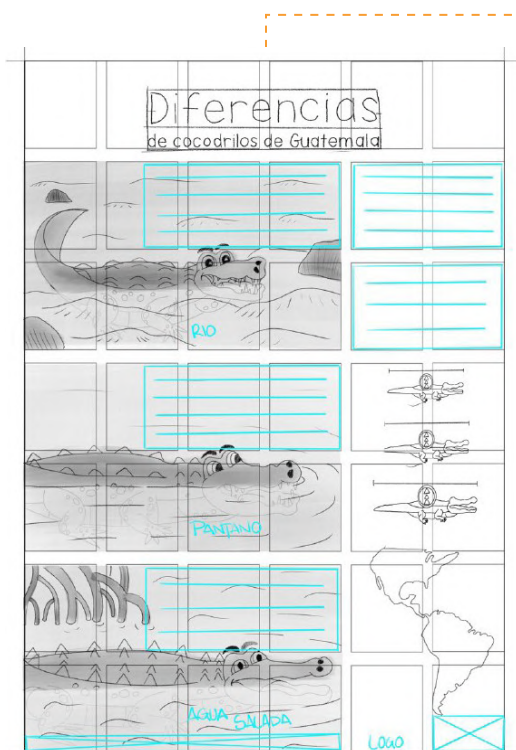 Diferencias
de cocodrilos de Guatemala
RIO
PANTANO
AGUA
SALADA
LOGO